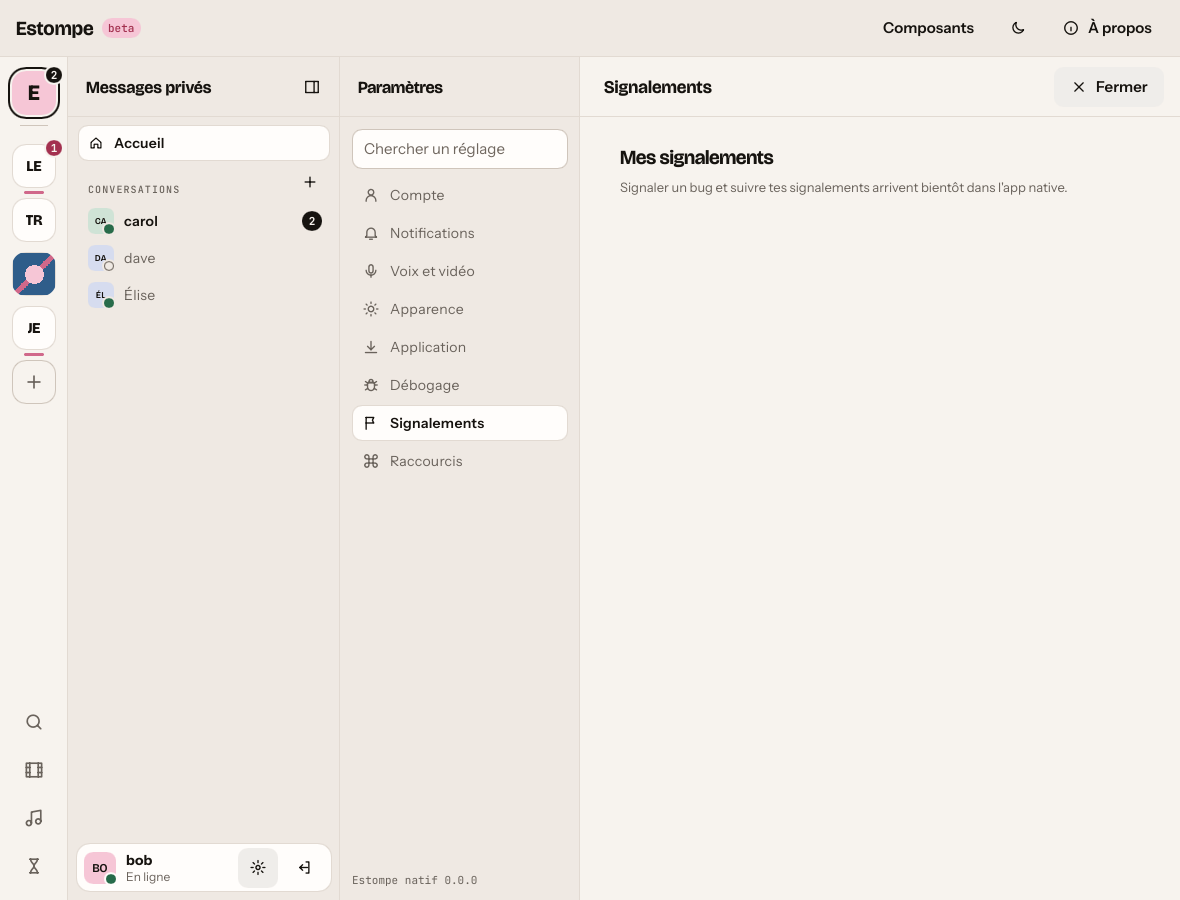 Estompe beta
Composants
À propos
E 2
LE 1
TR
JE
Messages privés
Accueil
CONVERSATIONS
CA carol 2
DA dave
ÉL Élise
BO bob
En ligne
Paramètres
Chercher un réglage
Compte
Notifications
Voix et vidéo
Apparence
Application
Débogage
Signalements
Raccourcis
Estompe natif 0.0.0
Signalements
Fermer
Mes signalements
Signaler un bug et suivre tes signalements arrivent bientôt dans l'app native.